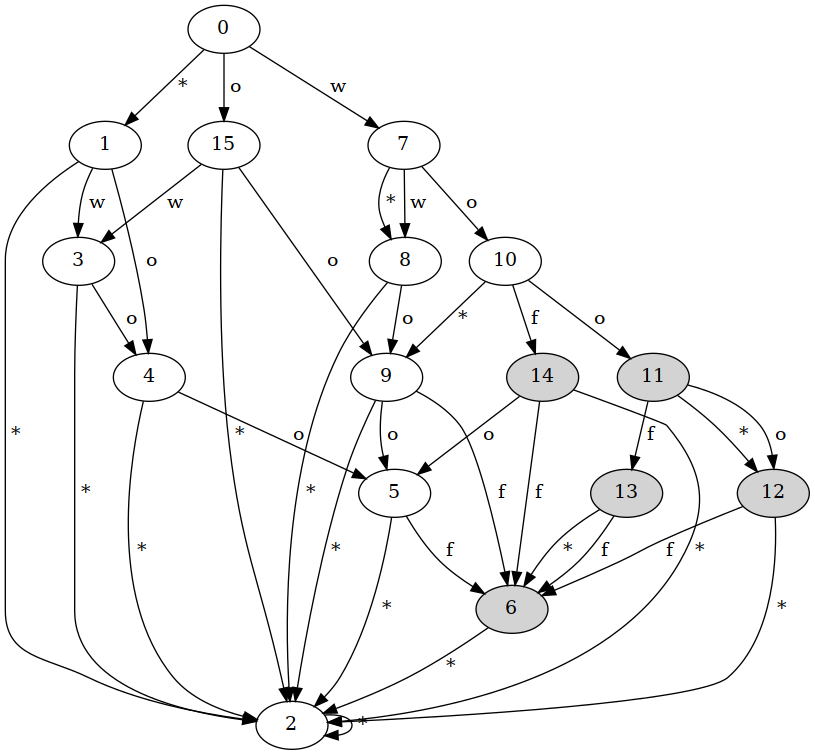 0
* o w
1 15 7
w w * w o
3 o o 8 10
o o * f o
4 9 14 11
* * o o o f * o
5 13 12
* * * f f f * f f *
* * 6 *
*
2 *